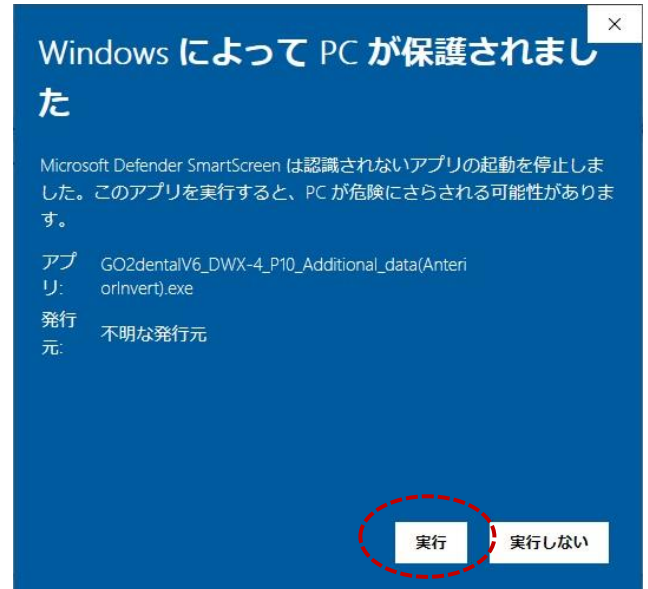 Windows によって PC が保護されまし
た
Microsoft Defender SmartScreen は認識されないアプリの起動を停止しま
した。このアプリを実行すると、PC が危険にさらされる可能性がありま
す。
アプ
リ:
GO2dentalV6_DWX-4_P10_Additional_data(Anteri
orInvert).exe
発行
元:
不明な発行元
実行
実行しない